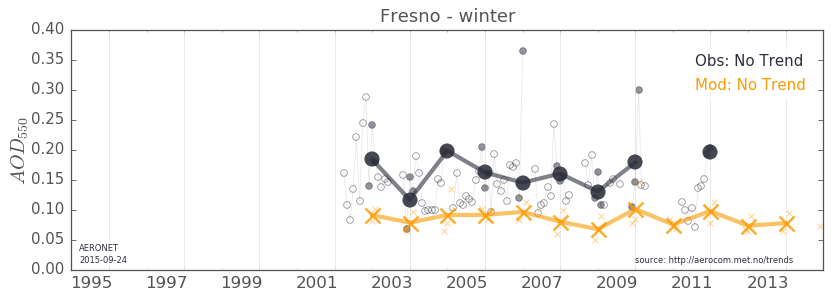 Fresno - winter
0.40
0.35
0.30
0.25
0.20
0.15
0.10
0.05
0.00
AOD550
Obs: No Trend
Mod: No Trend
AERONET
2015-09-24
source: http://aerocom.met.no/trends
1995 1997 1999 2001 2003 2005 2007 2009 2011 2013